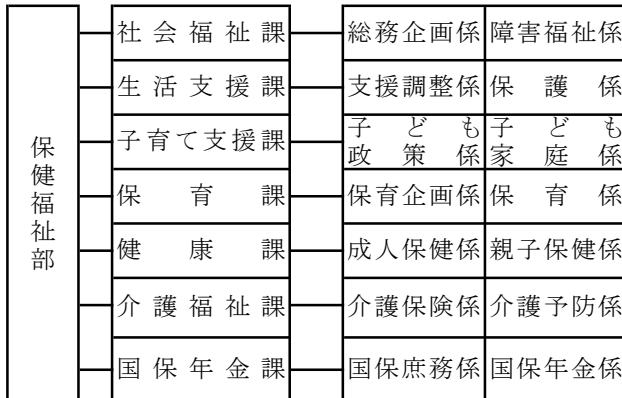 保健福祉部
社会福祉課 総務企画係 障害福祉係
生活支援課 支援調整係 保護係
子育て支援課 子ども政策係 子ども家庭係
保育課 保育企画係 保育係
健康課 成人保健係 親子保健係
介護福祉課 介護保険係 介護予防係
国保年金課 国保庶務係 国保年金係